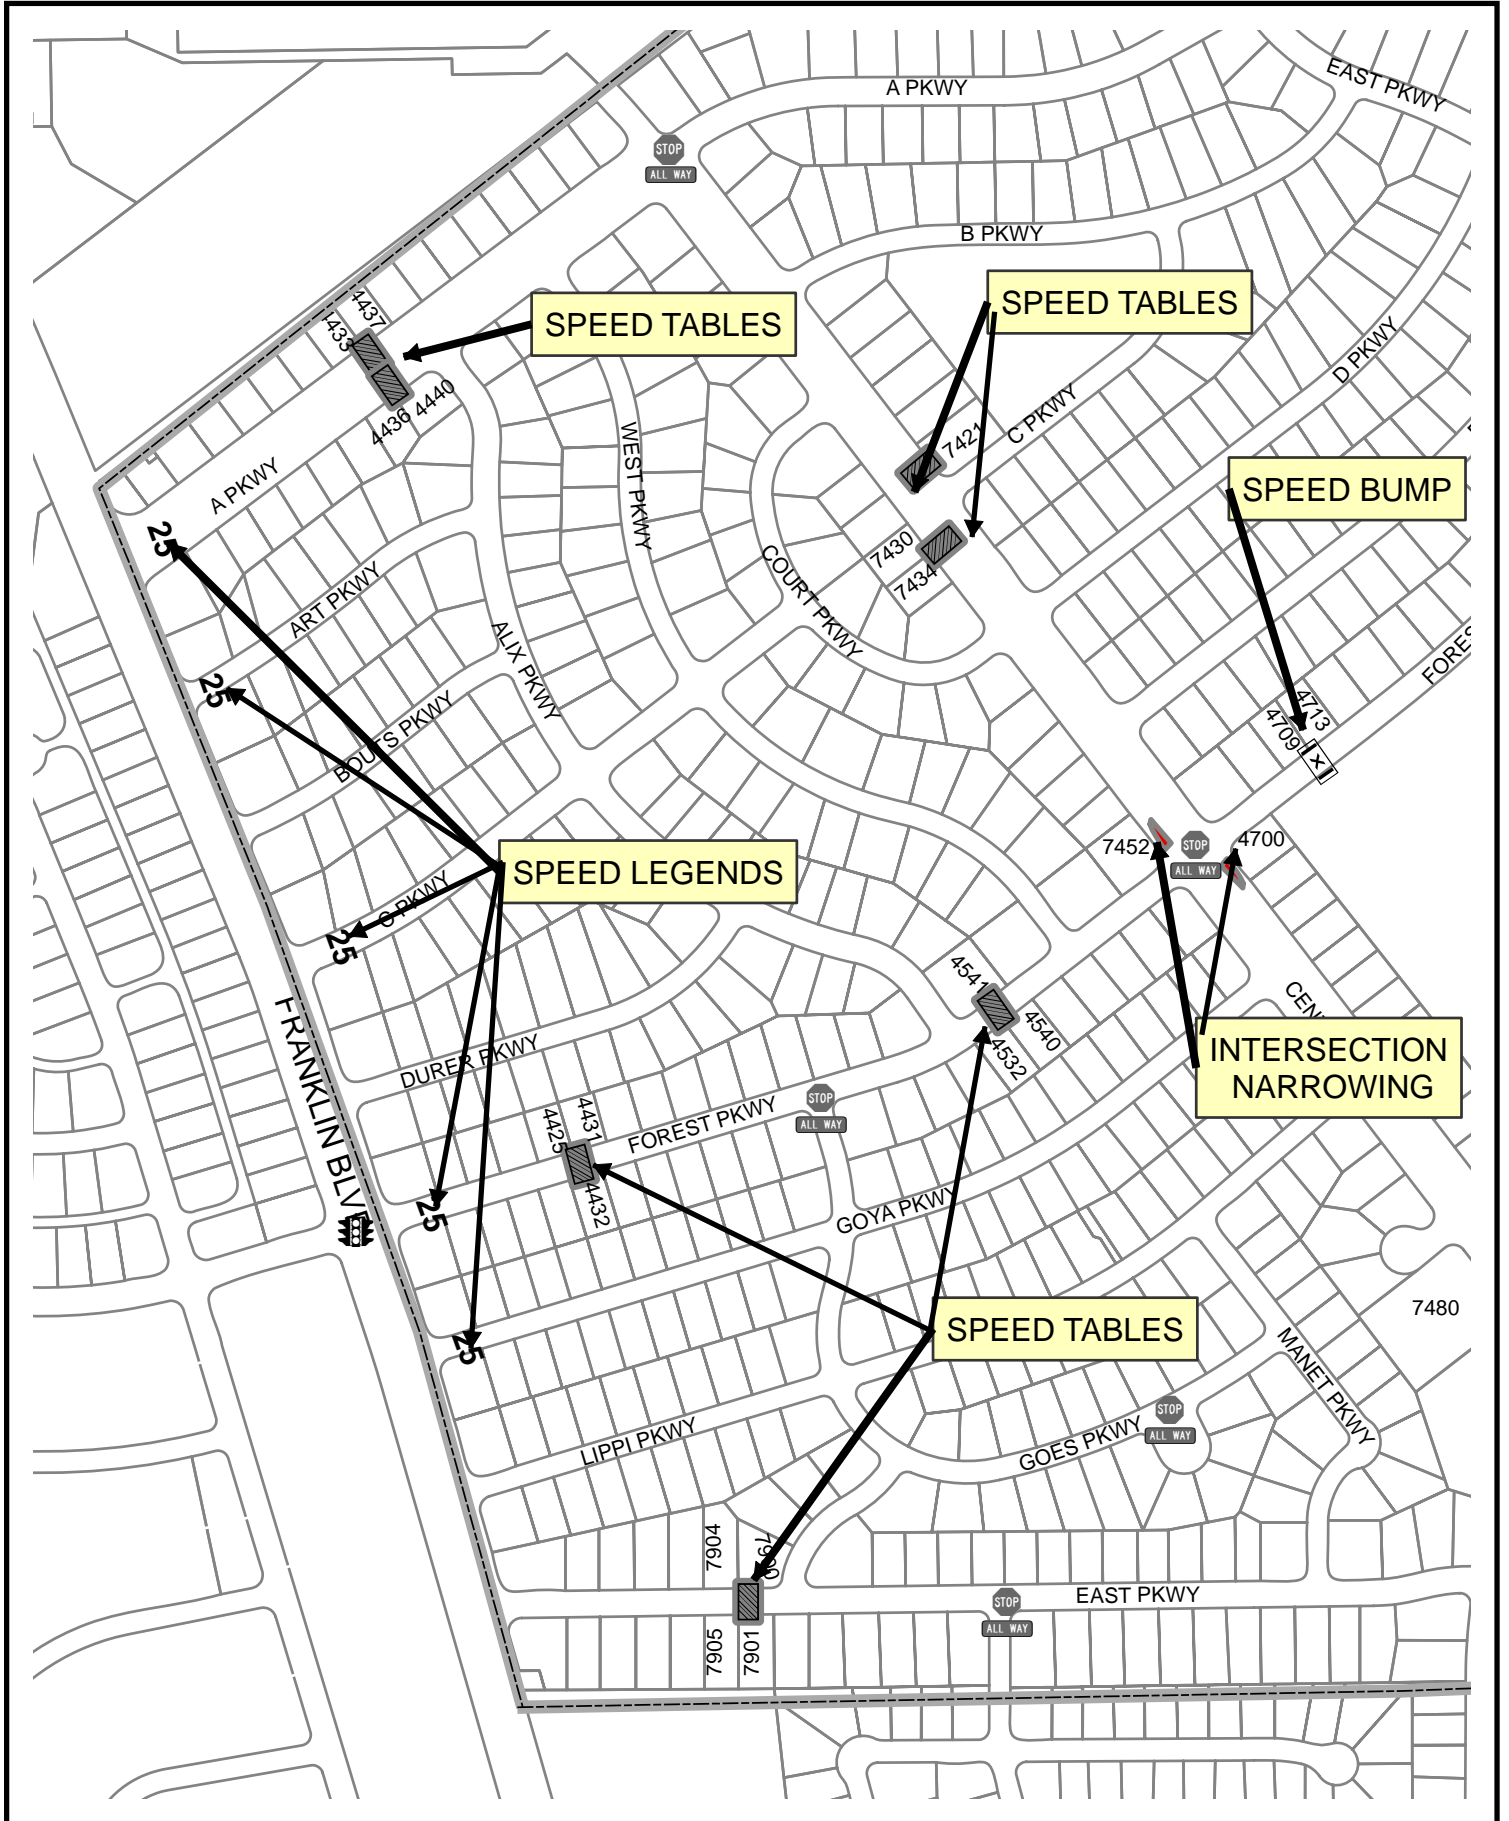 EAST PKWY
A PKWY
STOP
ALL WAY
B PKWY
SPEED TABLES
SPEED TABLES
4437
4433
4436
4440
D PKWY
C PKWY
7421
WEST PKWY
A PKWY
SPEED BUMP
25
7430
7434
COURT PKWY
ART PKWY
ALIX PKWY
25
BOUTS PKWY
4713
4709
7452
STOP
ALL WAY
4700
SPEED LEGENDS
C PKWY
25
4541
4540
4532
FRANKLIN BLV
DURER PKWY
INTERSECTION
NARROWING
4431
4425
4432
FOREST PKWY
STOP
ALL WAY
GOYA PKWY
25
25
SPEED TABLES
7480
MANET PKWY
LIPPI PKWY
GOES PKWY
STOP
ALL WAY
7904
7900
EAST PKWY
STOP
ALL WAY
7905
7901